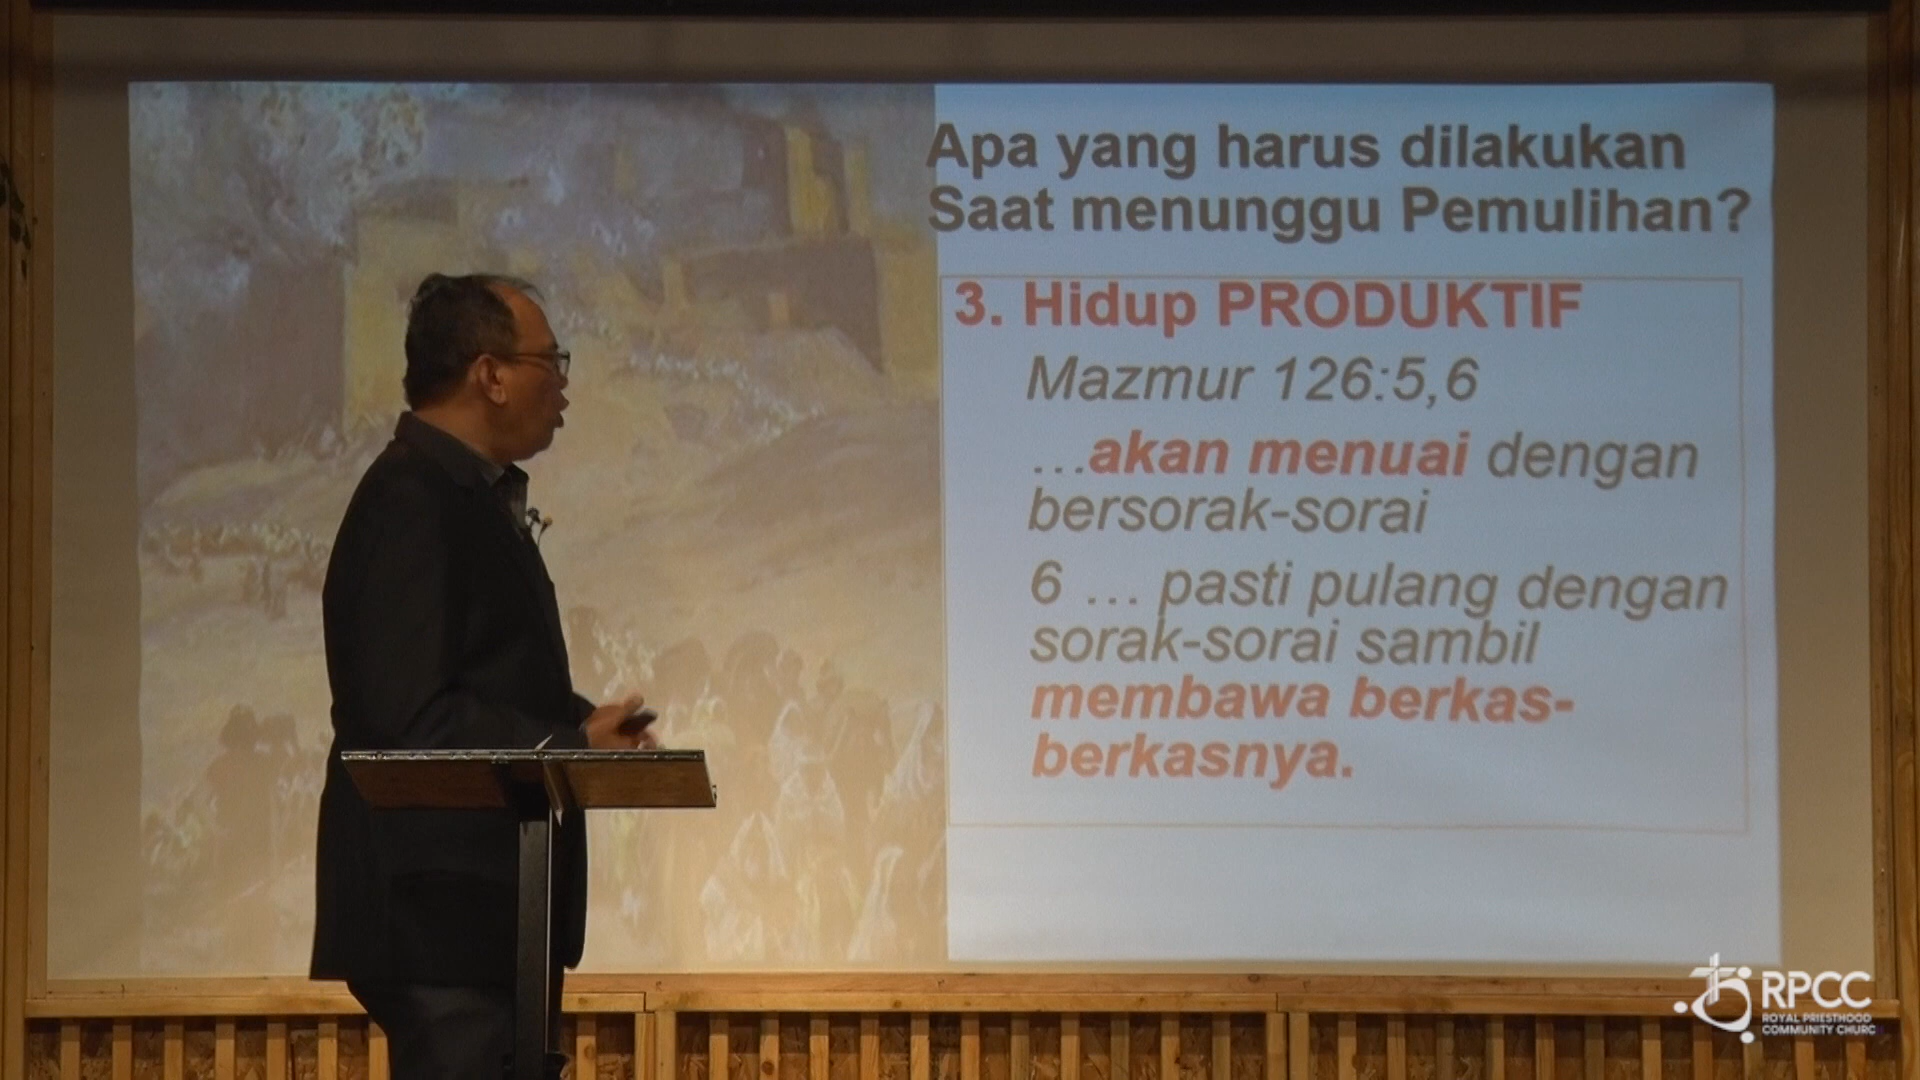 Apa yang harus dilakukan
Saat menunggu Pemulihan?
3. Hidup PRODUKTIF
Mazmur 126:5,6
...akan menuai dengan
bersorak-sorai
6 ... pasti pulang dengan
sorak-sorai sambil
membawa berkas-
berkasnya.
RPCC
ROYAL PRIESTHOOD
COMMUNITY CHURC